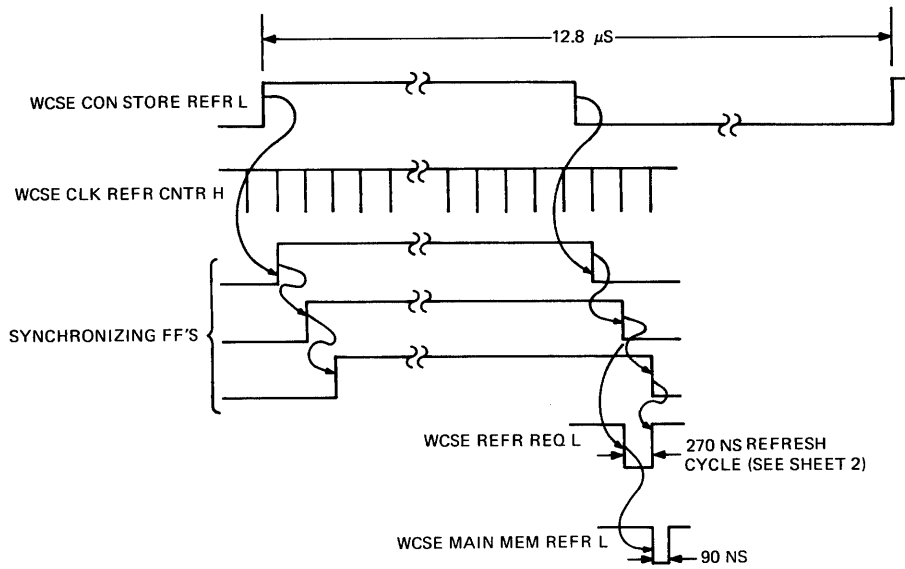 12.8 μS
WCSE CON STORE REFR L
WCSE CLK REFR CNTR H
SYNCHRONIZING FF'S
WCSE REFR REQ L
270 NS REFRESH
CYCLE (SEE SHEET 2)
WCSE MAIN MEM REFR L
90 NS